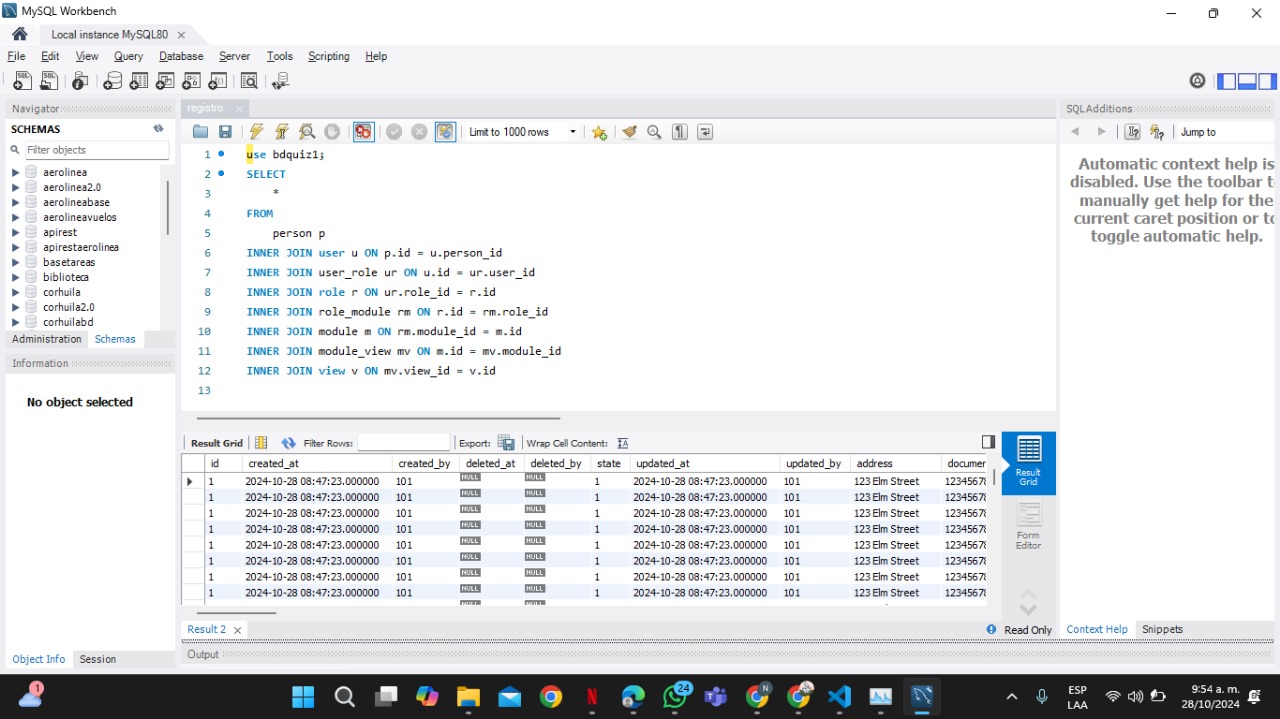 MySQL Workbench
Local instance MySQL80
File Edit View Query Database Server Tools Scripting Help
Navigator
SCHEMAS
Filter objects
aerolinea
aerolinea2.0
aerolineabase
aerolineavuelos
apirest
apirestaerolinea
basetareas
biblioteca
corhuila
corhuila2.0
corhuilabd
Administration Schemas
Information
No object selected
Object Info Session
registro
Limit to 1000 rows
1 use bdquiz1;
2 SELECT
3 *
4 FROM
5 person p
6 INNER JOIN user u ON p.id = u.person_id
7 INNER JOIN user_role ur ON u.id = ur.user_id
8 INNER JOIN role r ON ur.role_id = r.id
9 INNER JOIN role_module rm ON r.id = rm.role_id
10 INNER JOIN module m ON rm.module_id = m.id
11 INNER JOIN module_view mv ON m.id = mv.module_id
12 INNER JOIN view v ON mv.view_id = v.id
13
Result Grid Filter Rows: Export: Wrap Cell Content:
id created_at created_by deleted_at deleted_by state updated_at updated_by address documen
1 2024-10-28 08:47:23.000000 101 NULL NULL 1 2024-10-28 08:47:23.000000 101 123 Elm Street 12345678
1 2024-10-28 08:47:23.000000 101 NULL NULL 1 2024-10-28 08:47:23.000000 101 123 Elm Street 12345678
1 2024-10-28 08:47:23.000000 101 NULL NULL 1 2024-10-28 08:47:23.000000 101 123 Elm Street 12345678
1 2024-10-28 08:47:23.000000 101 NULL NULL 1 2024-10-28 08:47:23.000000 101 123 Elm Street 12345678
1 2024-10-28 08:47:23.000000 101 NULL NULL 1 2024-10-28 08:47:23.000000 101 123 Elm Street 12345678
1 2024-10-28 08:47:23.000000 101 NULL NULL 1 2024-10-28 08:47:23.000000 101 123 Elm Street 12345678
1 2024-10-28 08:47:23.000000 101 NULL NULL 1 2024-10-28 08:47:23.000000 101 123 Elm Street 12345678
1 2024-10-28 08:47:23.000000 101 NULL NULL 1 2024-10-28 08:47:23.000000 101 123 Elm Street 12345678
NULL NULL
Result Grid
Form Editor
Result 2
Read Only
Output
SQLAdditions
Jump to
Automatic context help is
disabled. Use the toolbar t
manually get help for the
current caret position or to
toggle automatic help.
Context Help Snippets
1
24
ESP
LAA
9:54 a. m.
28/10/2024